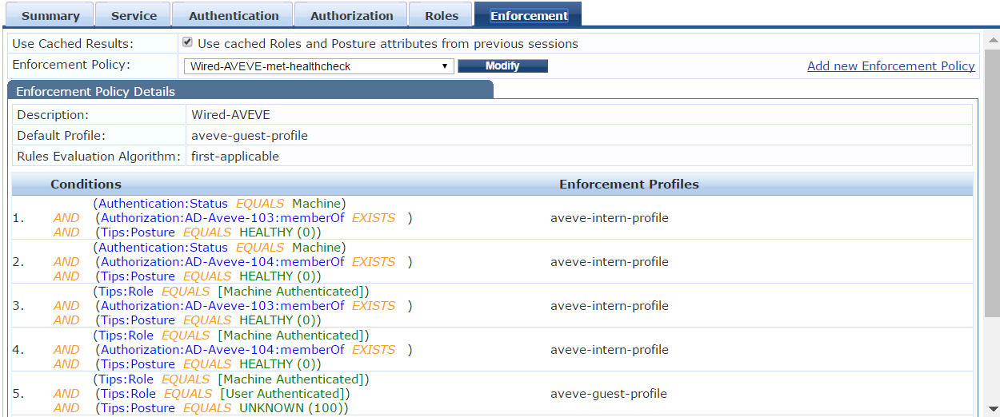 Summary Service Authentication Authorization Roles Enforcement
Use Cached Results: Use cached Roles and Posture attributes from previous sessions
Enforcement Policy: Wired-AVEVE-met-healthcheck Modify Add new Enforcement Policy
Enforcement Policy Details
Description: Wired-AVEVE
Default Profile: aveve-guest-profile
Rules Evaluation Algorithm: first-applicable
Conditions Enforcement Profiles
(Authentication:Status EQUALS Machine)
1. AND (Authorization:AD-Aveve-103:memberOf EXISTS ) aveve-intern-profile
AND (Tips:Posture EQUALS HEALTHY (0))
(Authentication:Status EQUALS Machine)
2. AND (Authorization:AD-Aveve-104:memberOf EXISTS ) aveve-intern-profile
AND (Tips:Posture EQUALS HEALTHY (0))
(Tips:Role EQUALS [Machine Authenticated])
3. AND (Authorization:AD-Aveve-103:memberOf EXISTS ) aveve-intern-profile
AND (Tips:Posture EQUALS HEALTHY (0))
(Tips:Role EQUALS [Machine Authenticated])
4. AND (Authorization:AD-Aveve-104:memberOf EXISTS ) aveve-intern-profile
AND (Tips:Posture EQUALS HEALTHY (0))
(Tips:Role EQUALS [Machine Authenticated])
5. AND (Tips:Role EQUALS [User Authenticated]) aveve-guest-profile
AND (Tips:Posture EQUALS UNKNOWN (100))